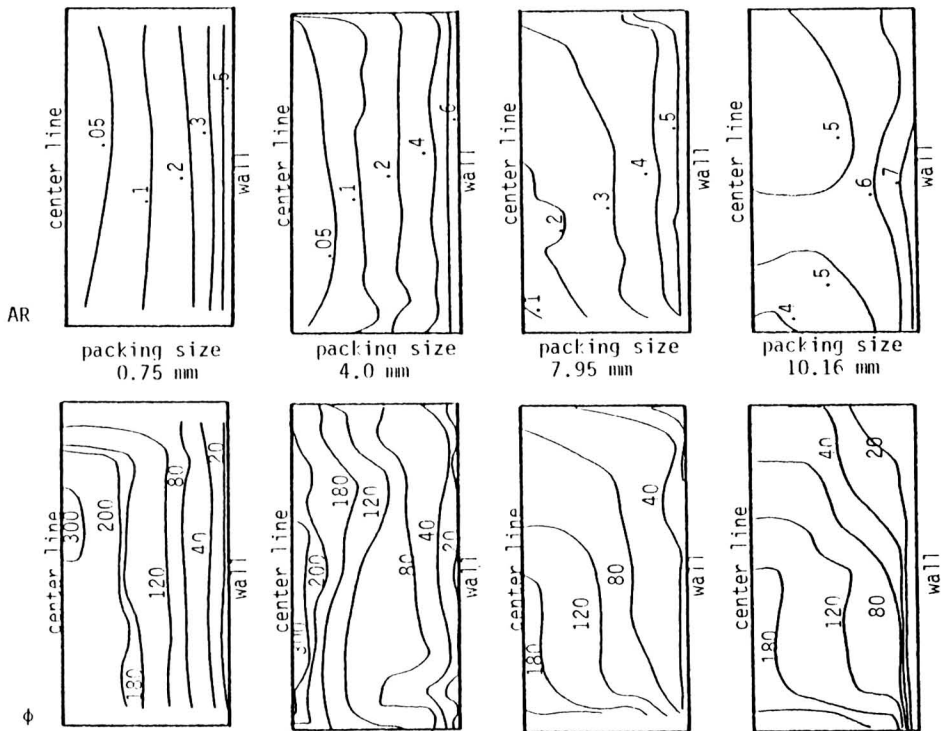 center line
.05
.1
.2
.3
.5
wall
center line
.05
.1
.2
.4
.6
wall
center line
.1
.2
.3
.4
.5
wall
center line
.5
.6
.7
.5
.4
wall
AR
packing size
0.75 mm
packing size
4.0 mm
packing size
7.95 mm
packing size
10.16 mm
center line
300
200
180
120
80
40
20
wall
center line
300
200
180
120
80
40
20
wall
center line
180
120
80
40
wall
center line
180
120
80
40
20
wall
ϕ